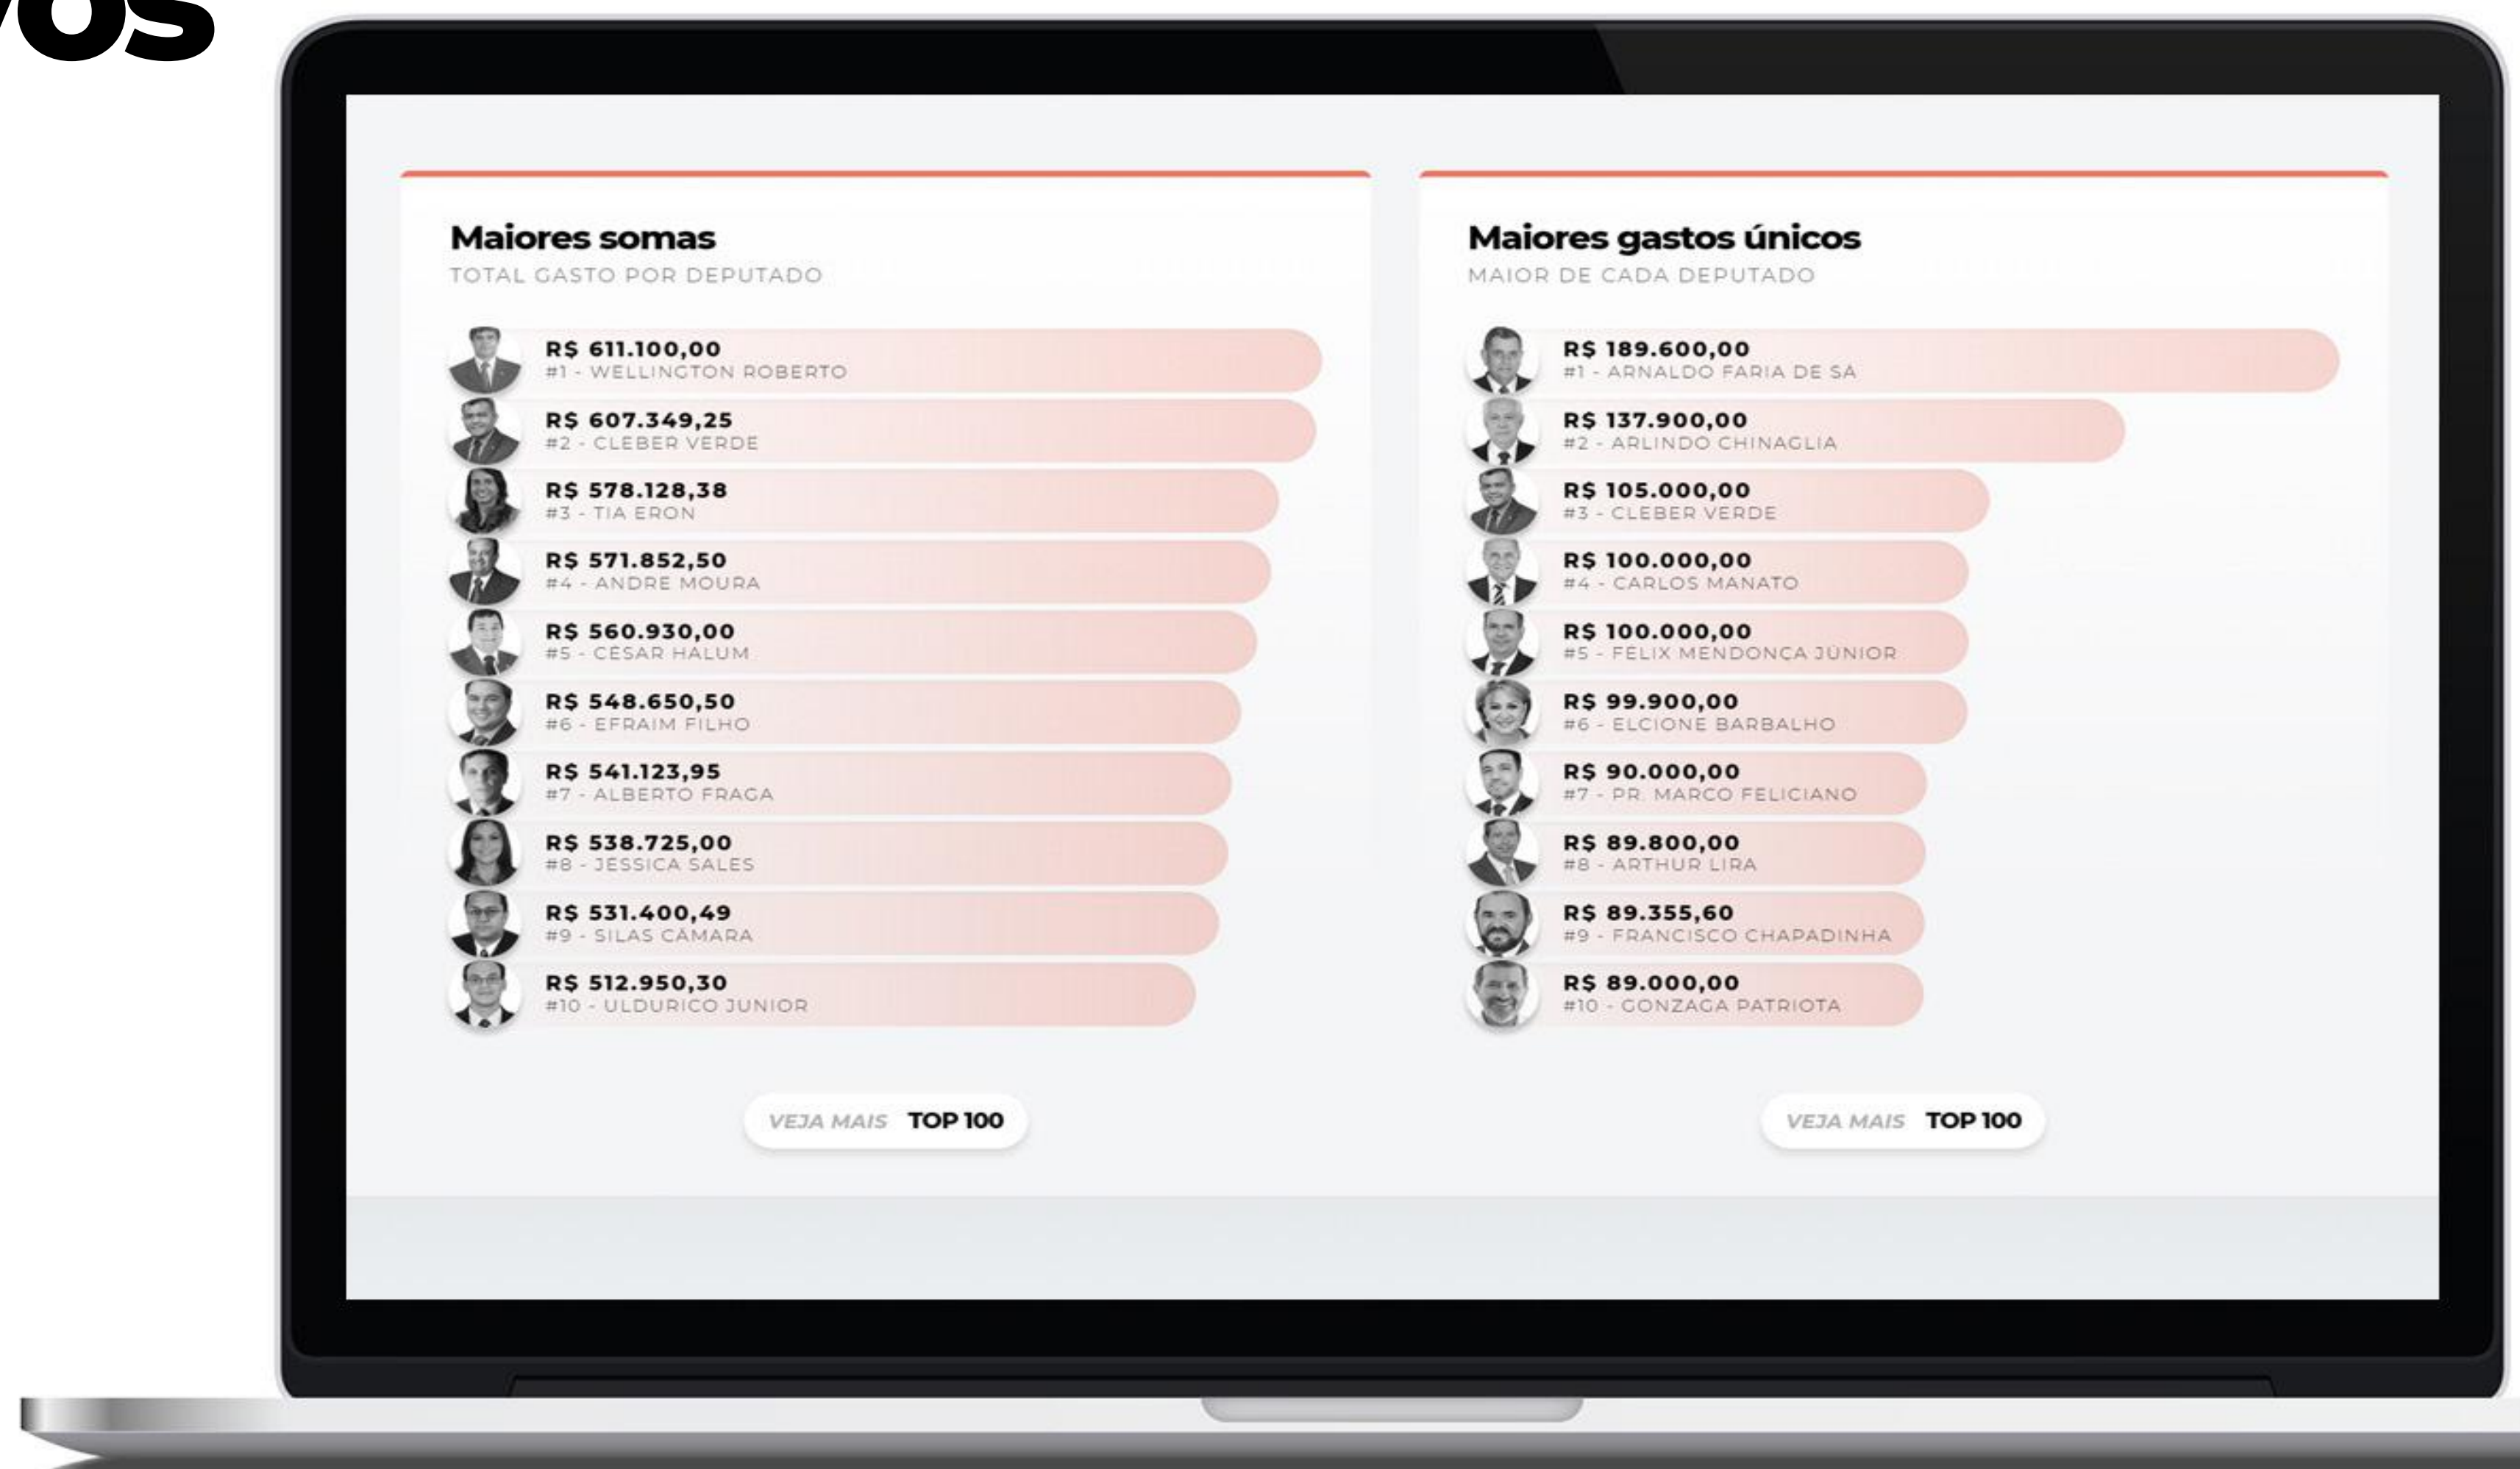 vos
Maiores somas
TOTAL GASTO POR DEPUTADO
R$ 611.100,00
#1 - WELLINGTON ROBERTO
R$ 607.349,25
#2 - CLEBER VERDE
R$ 578.128,38
#3 - TIA ERON
R$ 571.852,50
#4 - ANDRE MOURA
R$ 560.930,00
#5 - CÉSAR HALUM
R$ 548.650,50
#6 - EFRAIM FILHO
R$ 541.123,95
#7 - ALBERTO FRAGA
R$ 538.725,00
#8 - JÉSSICA SALES
R$ 531.400,49
#9 - SILAS CÂMARA
R$ 512.950,30
#10 - ULDURICO JUNIOR
VEJA MAIS TOP 100
Maiores gastos únicos
MAIOR DE CADA DEPUTADO
R$ 189.600,00
#1 - ARNALDO FARIA DE SÁ
R$ 137.900,00
#2 - ARLINDO CHINAGLIA
R$ 105.000,00
#3 - CLEBER VERDE
R$ 100.000,00
#4 - CARLOS MANATO
R$ 100.000,00
#5 - FÉLIX MENDONÇA JÚNIOR
R$ 99.900,00
#6 - ELCIONE BARBALHO
R$ 90.000,00
#7 - PR. MARCO FELICIANO
R$ 89.800,00
#8 - ARTHUR LIRA
R$ 89.355,60
#9 - FRANCISCO CHAPADINHA
R$ 89.000,00
#10 - GONZAGA PATRIOTA
VEJA MAIS TOP 100